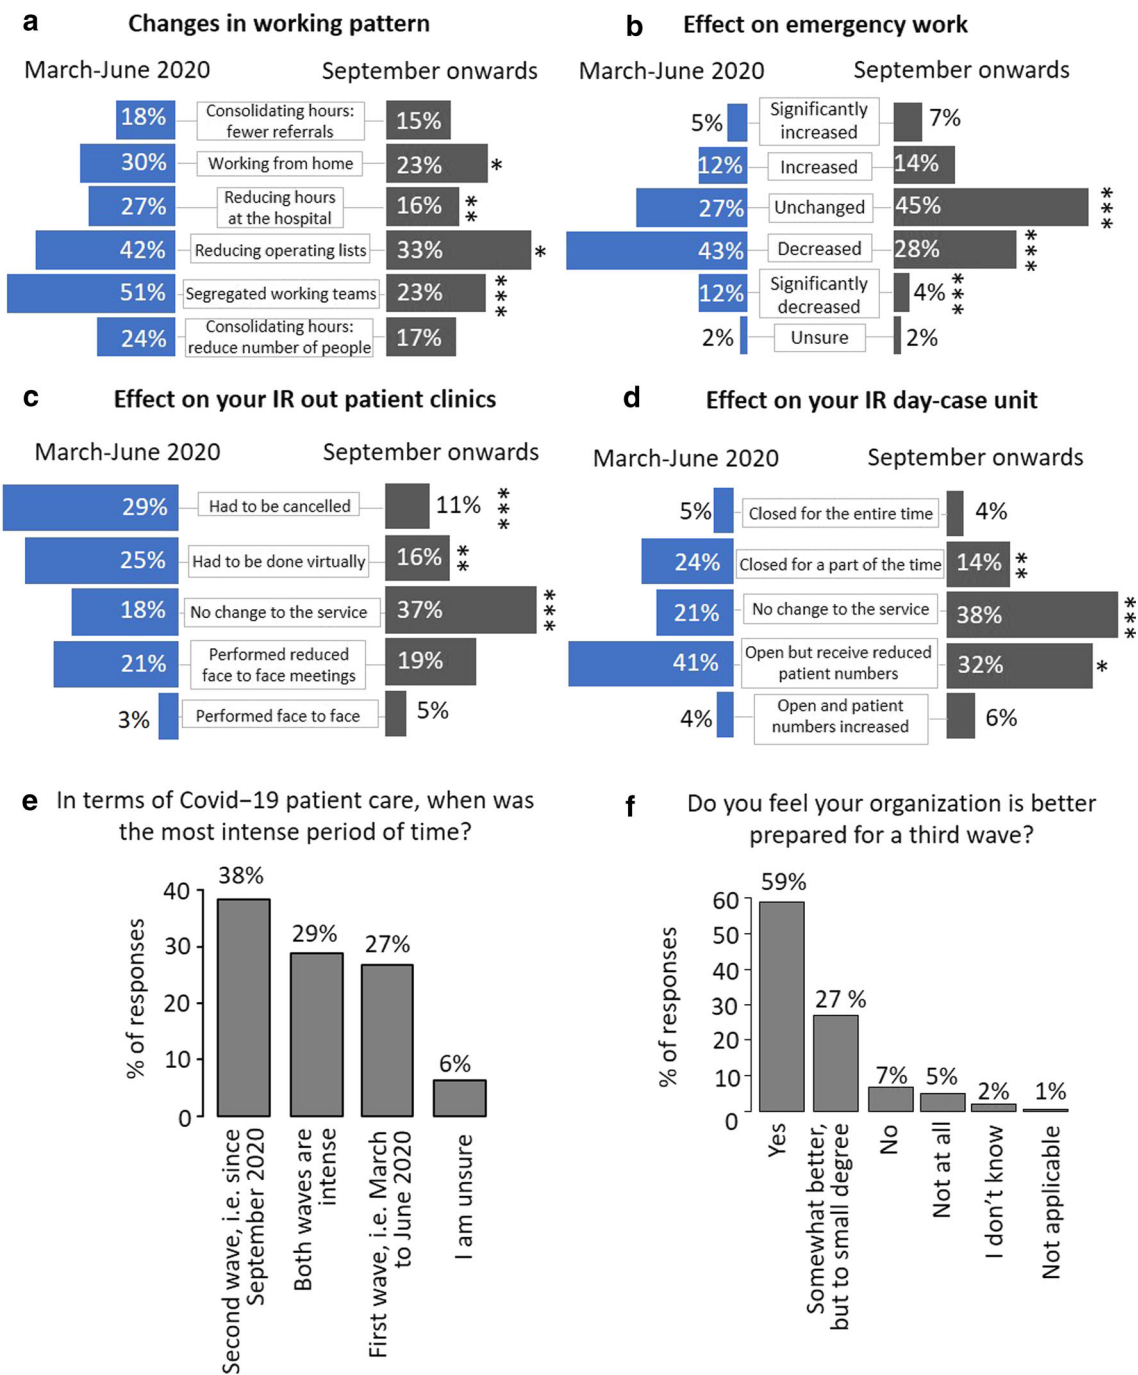 a
Changes in working pattern
March-June 2020
September onwards
18%
Consolidating hours:
fewer referrals
15%
30%
Working from home
23%
*
27%
Reducing hours
at the hospital
16%
**
42%
Reducing operating lists
33%
*
51%
Segregated working teams
23%
***
24%
Consolidating hours:
reduce number of people
17%
b
Effect on emergency work
March-June 2020
September onwards
5%
Significantly
increased
7%
12%
Increased
14%
27%
Unchanged
45%
***
43%
Decreased
28%
***
12%
Significantly
decreased
4%
***
2%
Unsure
2%
c
Effect on your IR out patient clinics
March-June 2020
September onwards
29%
Had to be cancelled
11%
***
25%
Had to be done virtually
16%
**
18%
No change to the service
37%
***
21%
Performed reduced
face to face meetings
19%
3%
Performed face to face
5%
d
Effect on your IR day-case unit
March-June 2020
September onwards
5%
Closed for the entire time
4%
24%
Closed for a part of the time
14%
**
21%
No change to the service
38%
***
41%
Open but receive reduced
patient numbers
32%
*
4%
Open and patient
numbers increased
6%
e
In terms of Covid−19 patient care, when was
the most intense period of time?
% of responses
40
30
20
10
0
38%
29%
27%
6%
Second wave, i.e. since
September 2020
Both waves are
intense
First wave, i.e. March
to June 2020
I am unsure
f
Do you feel your organization is better
prepared for a third wave?
% of responses
60
50
40
30
20
10
0
59%
27 %
7%
5%
2%
1%
Yes
Somewhat better,
but to small degree
No
Not at all
I don't know
Not applicable